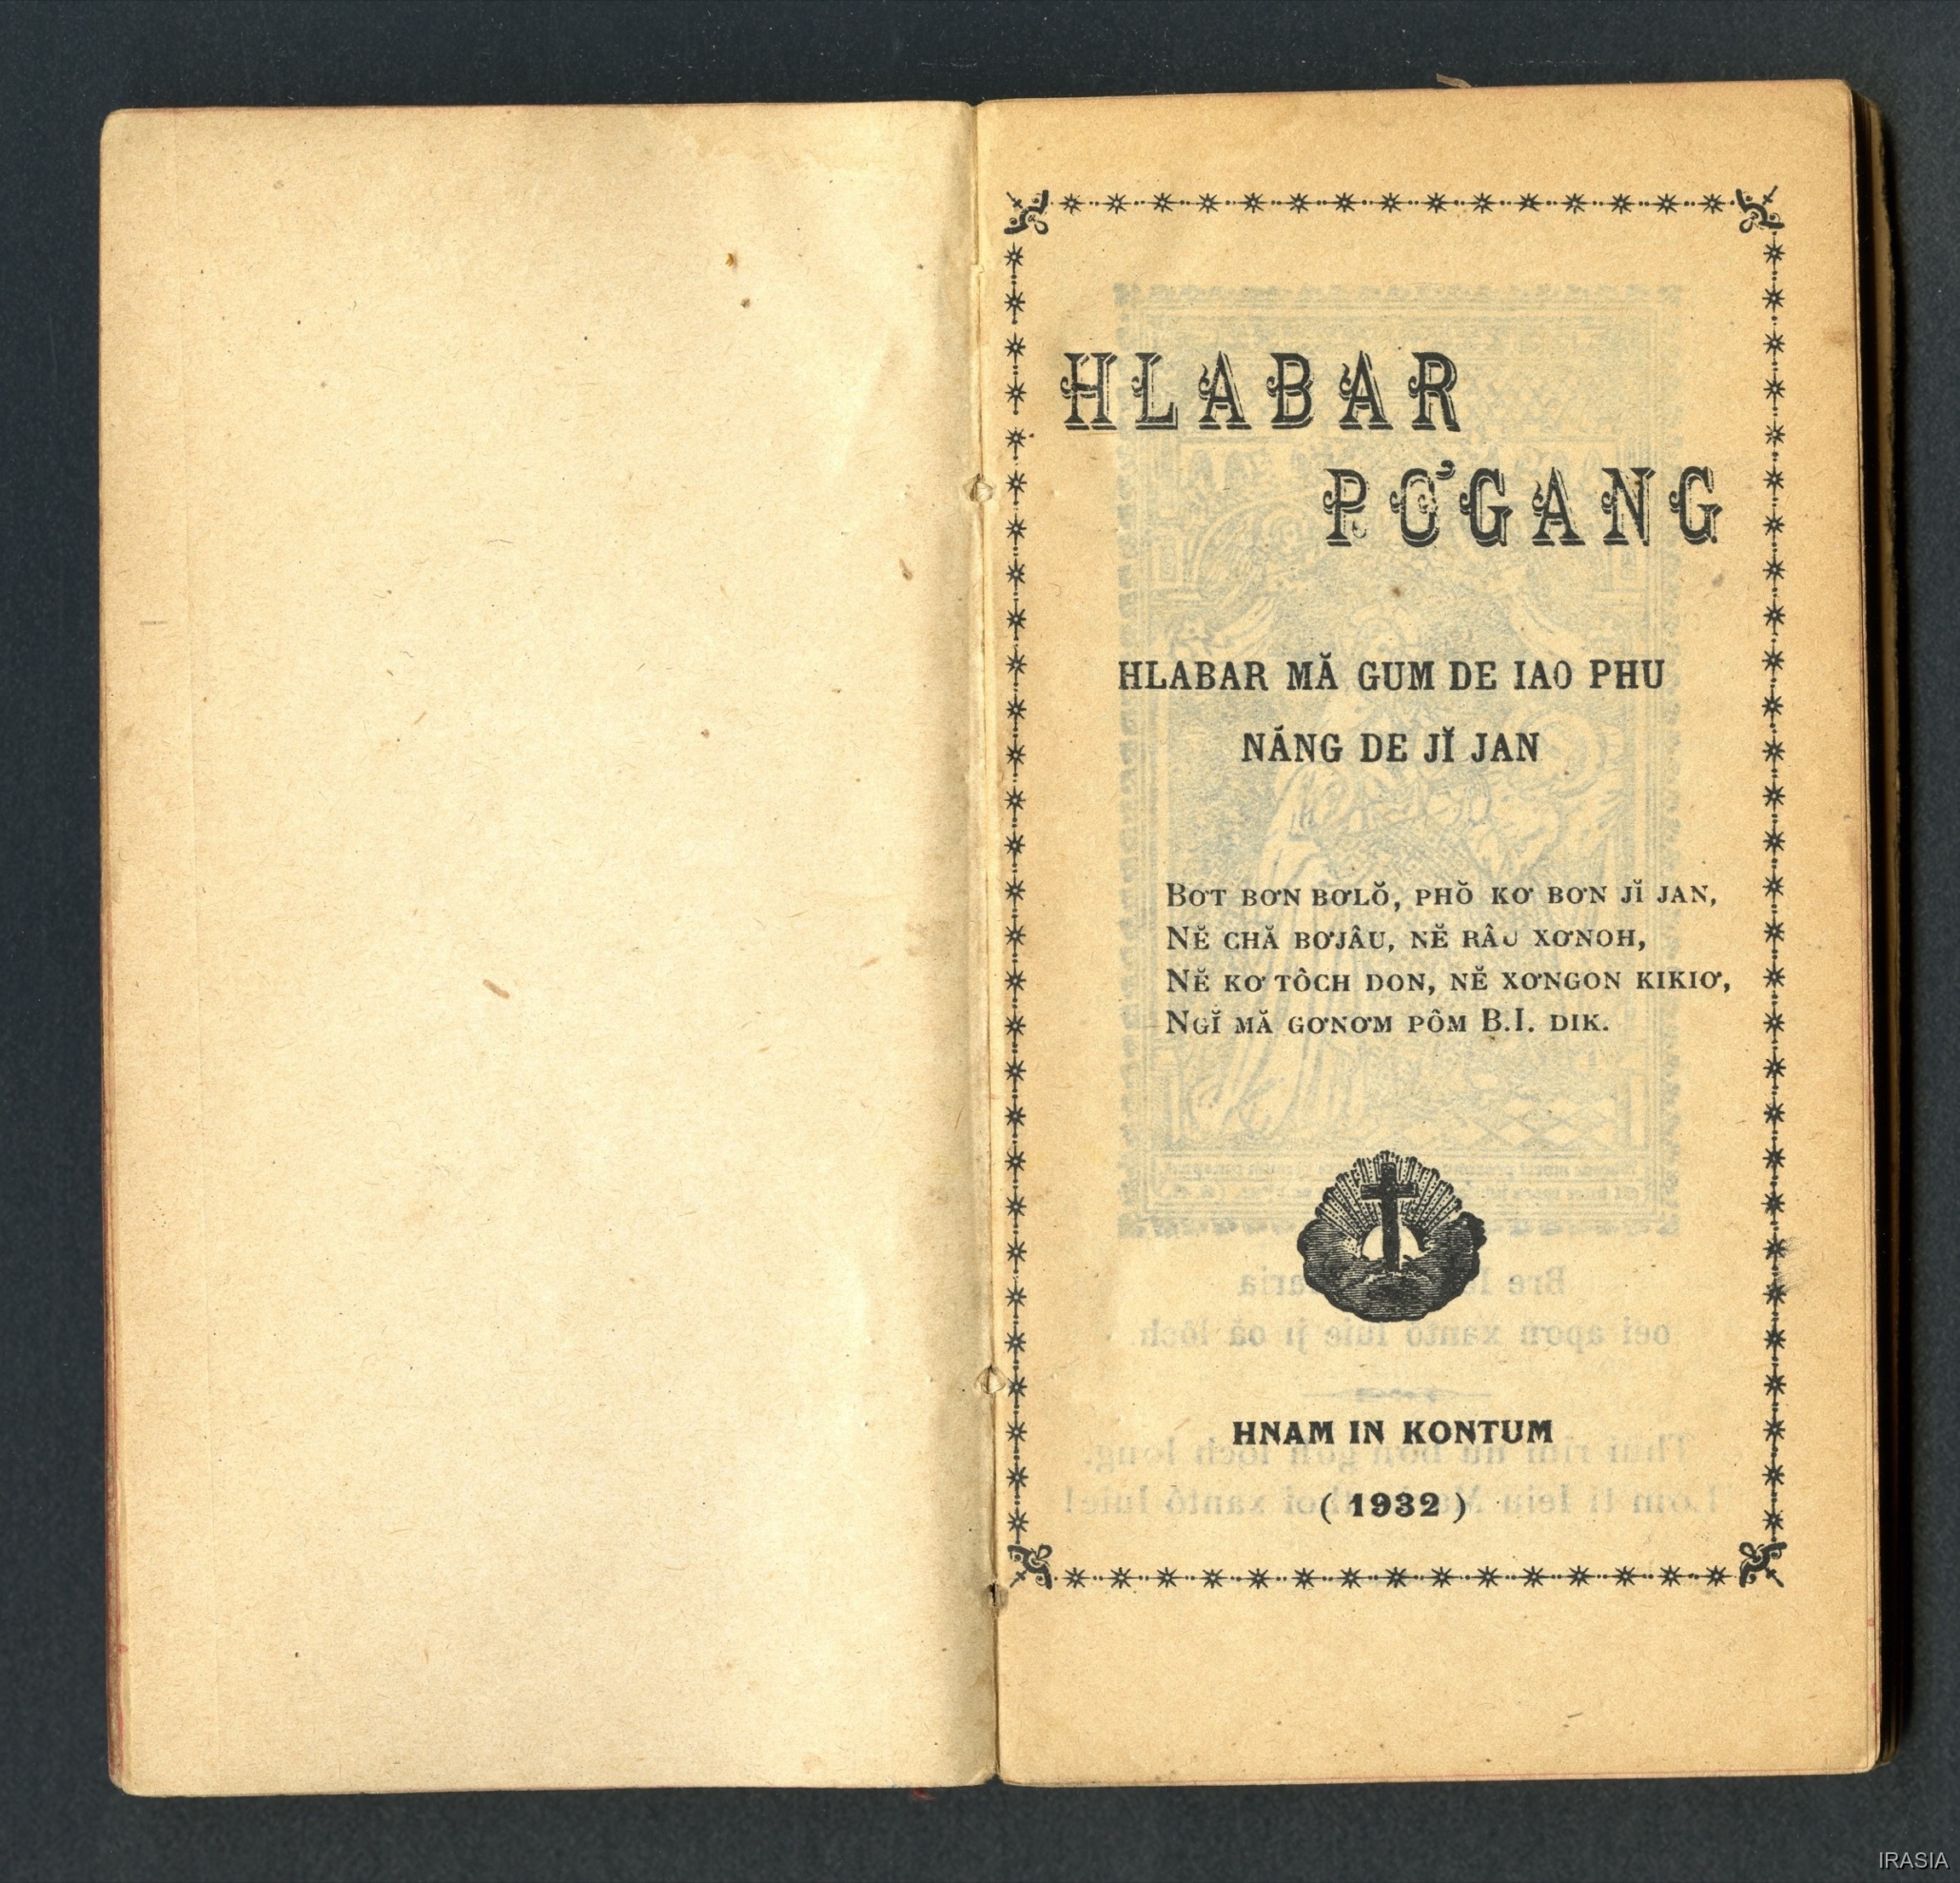 HLABAR
PƠGANG
HLABAR MĂ GUM DE IAO PHU
NĂNG DE JĬ JAN
BƠT BƠN BƠLŎ, PHŎ KƠ BƠN JĬ JAN,
NĔ CHĂ BƠJÂU, NĔ RÂU XƠNOH,
NĔ KƠ TÔCH DON, NĔ XƠNGON KIKIƠ,
NGĬ MĂ GƠNƠM PÔM B.I. DIK.
HNAM IN KONTUM
( 1932 )
IRASIA